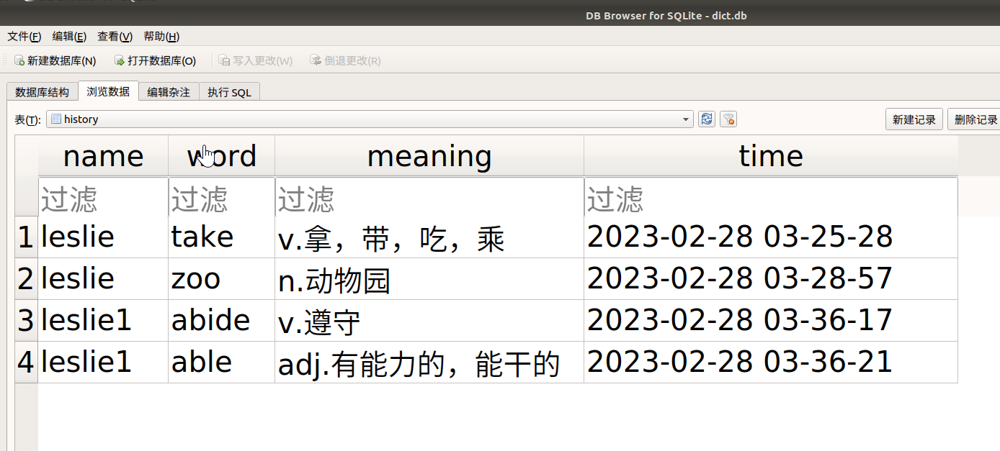 DB Browser for SQLite - dict.db
文件(F) 编辑(E) 查看(V) 帮助(H)
新建数据库(N) 打开数据库(O) 写入更改(W) 倒退更改(R)
数据库结构 浏览数据 编辑杂注 执行 SQL
表(T): history 新建记录 删除记录
name word meaning time
过滤 过滤 过滤 过滤
1 leslie take v.拿，带，吃，乘 2023-02-28 03-25-28
2 leslie zoo n.动物园 2023-02-28 03-28-57
3 leslie1 abide v.遵守 2023-02-28 03-36-17
4 leslie1 able adj.有能力的，能干的 2023-02-28 03-36-21